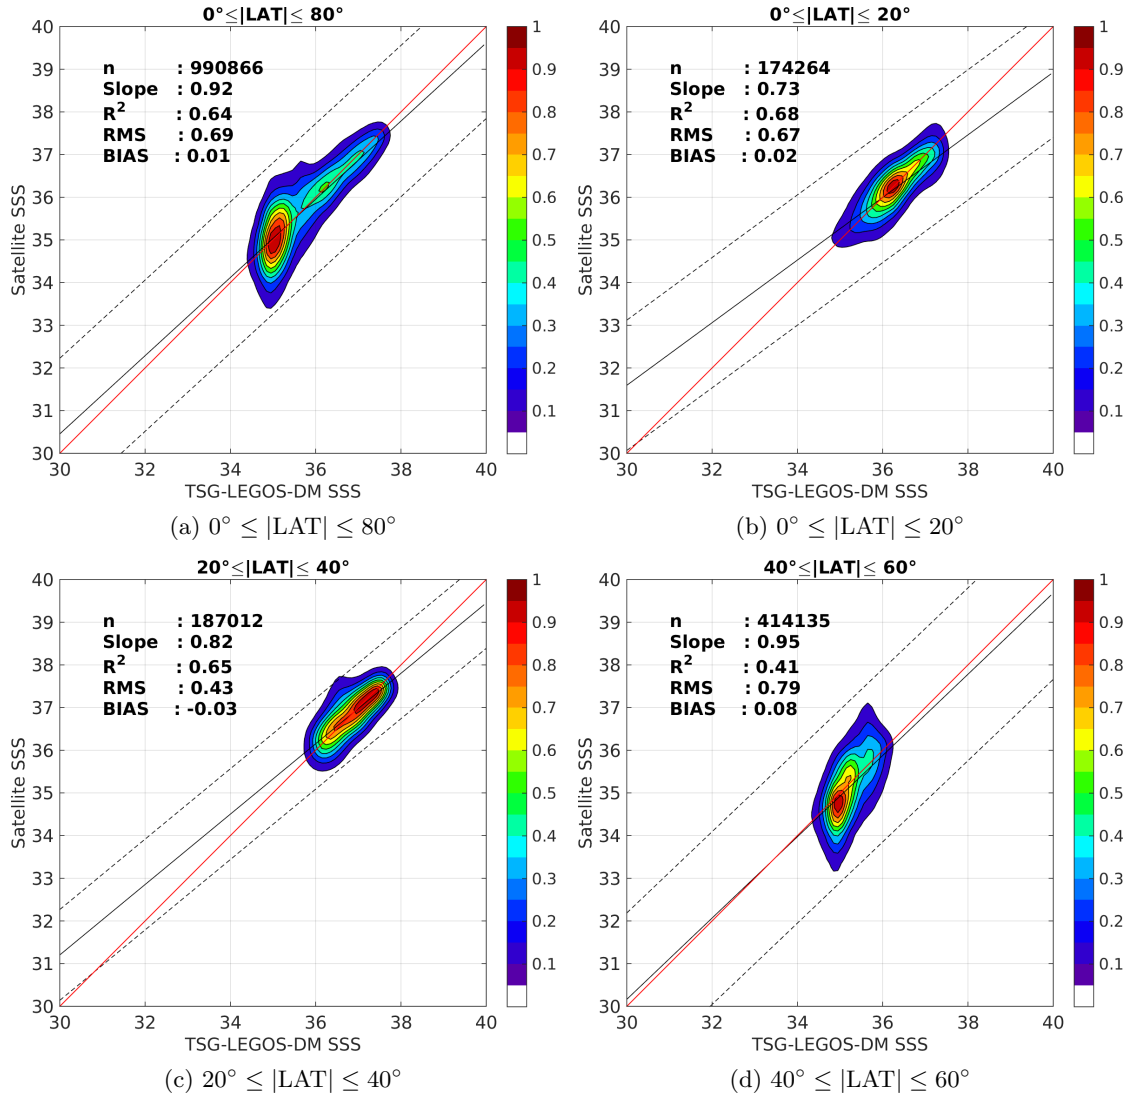 0°≤|LAT|≤ 80°
n : 990866
Slope : 0.92
R² : 0.64
RMS : 0.69
BIAS : 0.01
40
39
38
37
36
35
34
33
32
31
30
Satellite SSS
30 32 34 36 38 40
TSG-LEGOS-DM SSS
1
0.9
0.8
0.7
0.6
0.5
0.4
0.3
0.2
0.1
(a) 0° ≤ |LAT| ≤ 80°
0°≤|LAT|≤ 20°
n : 174264
Slope : 0.73
R² : 0.68
RMS : 0.67
BIAS : 0.02
40
39
38
37
36
35
34
33
32
31
30
Satellite SSS
30 32 34 36 38 40
TSG-LEGOS-DM SSS
1
0.9
0.8
0.7
0.6
0.5
0.4
0.3
0.2
0.1
(b) 0° ≤ |LAT| ≤ 20°
20°≤|LAT|≤ 40°
n : 187012
Slope : 0.82
R² : 0.65
RMS : 0.43
BIAS : -0.03
40
39
38
37
36
35
34
33
32
31
30
Satellite SSS
30 32 34 36 38 40
TSG-LEGOS-DM SSS
1
0.9
0.8
0.7
0.6
0.5
0.4
0.3
0.2
0.1
(c) 20° ≤ |LAT| ≤ 40°
40°≤|LAT|≤ 60°
n : 414135
Slope : 0.95
R² : 0.41
RMS : 0.79
BIAS : 0.08
40
39
38
37
36
35
34
33
32
31
30
Satellite SSS
30 32 34 36 38 40
TSG-LEGOS-DM SSS
1
0.9
0.8
0.7
0.6
0.5
0.4
0.3
0.2
0.1
(d) 40° ≤ |LAT| ≤ 60°